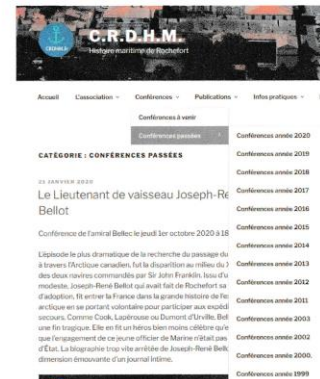 CRDHM
C.R.D.H.M.
Histoire maritime de Rochefort
Accueil
L'association
Conférences
Publications
Infos pratiques
Conférences à venir
Conférences passées
Conférences année 2020
Conférences année 2019
Conférences année 2018
Conférences année 2017
Conférences année 2016
Conférences année 2015
Conférences année 2014
Conférences année 2013
Conférences année 2012
Conférences année 2011
Conférences année 2003
Conférences année 2002
Conférences année 2000.
Conférences année 1999
CATÉGORIE : CONFÉRENCES PASSÉES
21 JANVIER 2020
Le Lieutenant de vaisseau Joseph-Re
Bellot
Conférence de l'amiral Bellec le jeudi 1er octobre 2020 à 18
L'épisode le plus dramatique de la recherche du passage du
à travers l'Arctique canadien, fut la disparition au milieu du
des deux navires commandés par Sir John Franklin. Issu d'u
modeste, Joseph-René Bellot qui avait fait de Rochefort sa
d'adoption, fit entrer la France dans la grande histoire de l'
arctique en se portant volontaire pour participer aux expédi
secours. Comme Cook, Lapérouse ou Dumont d'Urville, Bel
une fin tragique. Elle en fit un héros bien moins célèbre qu'e
que l'engagement de ce jeune officier de Marine n'était pas
d'État. La biographie trop vite arrêtée de Joseph-René Bell
dimension émouvante d'un journal intime.